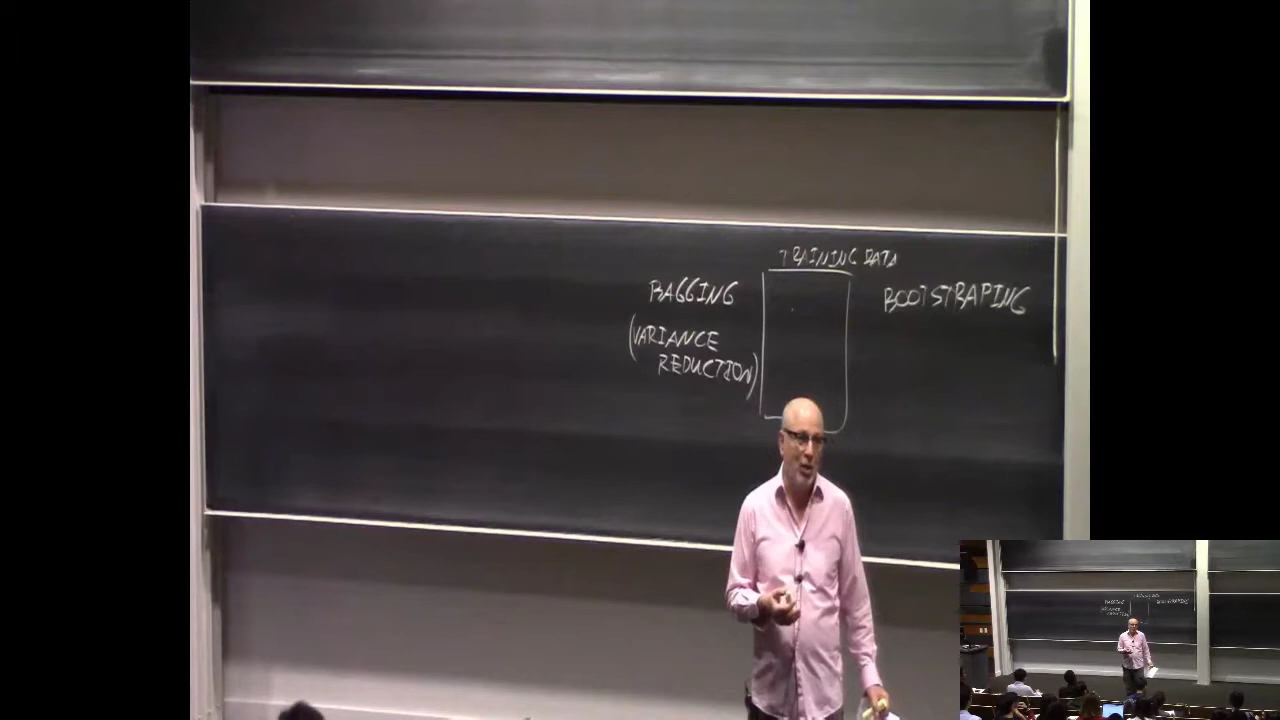 TRAINING DATA
BAGGING
BOOTSTRAPING
(VARIANCE
REDUCTION)